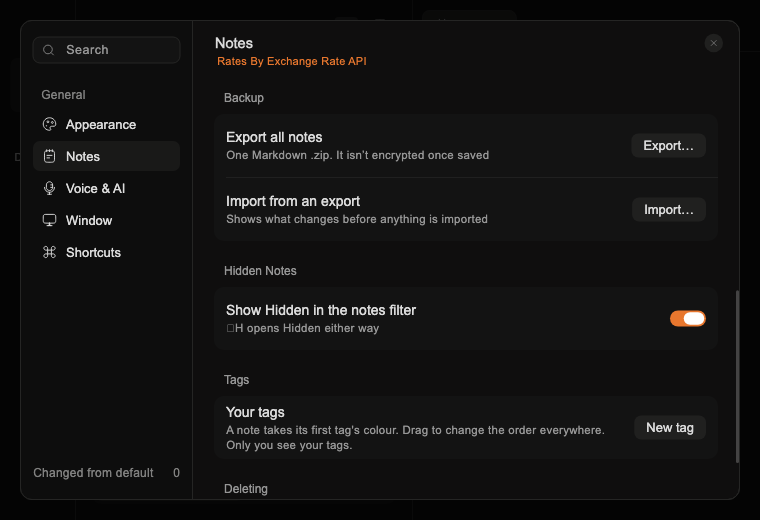 Search
General
Appearance
Notes
Voice & AI
Window
Shortcuts
Changed from default 0
Notes
Rates By Exchange Rate API
Backup
Export all notes
One Markdown .zip. It isn't encrypted once saved
Export…
Import from an export
Shows what changes before anything is imported
Import…
Hidden Notes
Show Hidden in the notes filter
H opens Hidden either way
Tags
Your tags
A note takes its first tag's colour. Drag to change the order everywhere.
Only you see your tags.
New tag
Deleting